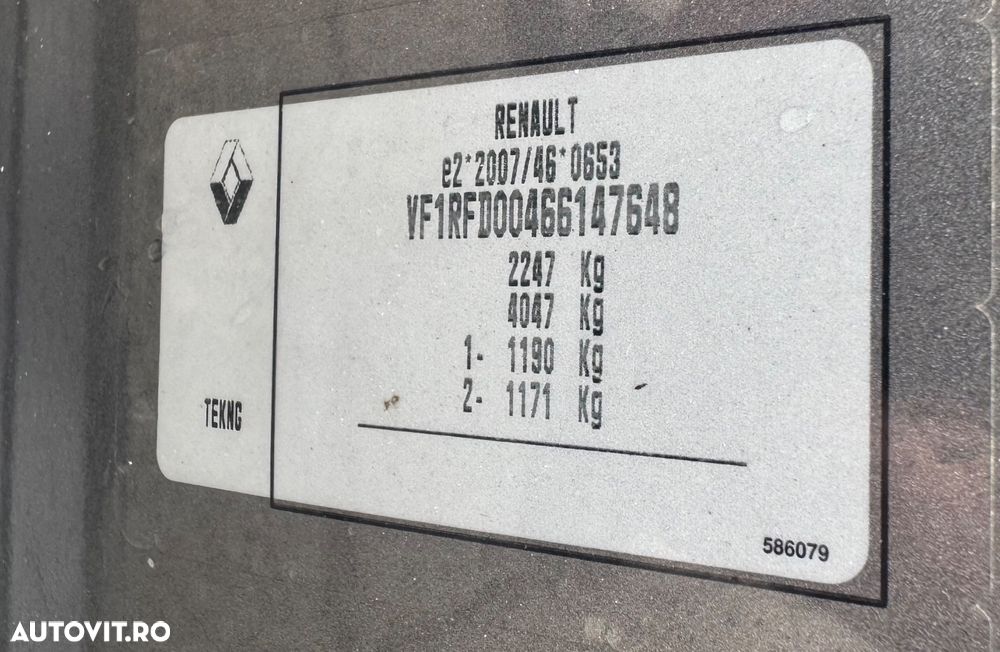 RENAULT
e2*2007/46*0653
VF1RFD00466147648
2247 Kg
4047 Kg
1- 1190 Kg
2- 1171 Kg
TEKNG
586079
AUTOVIT.RO